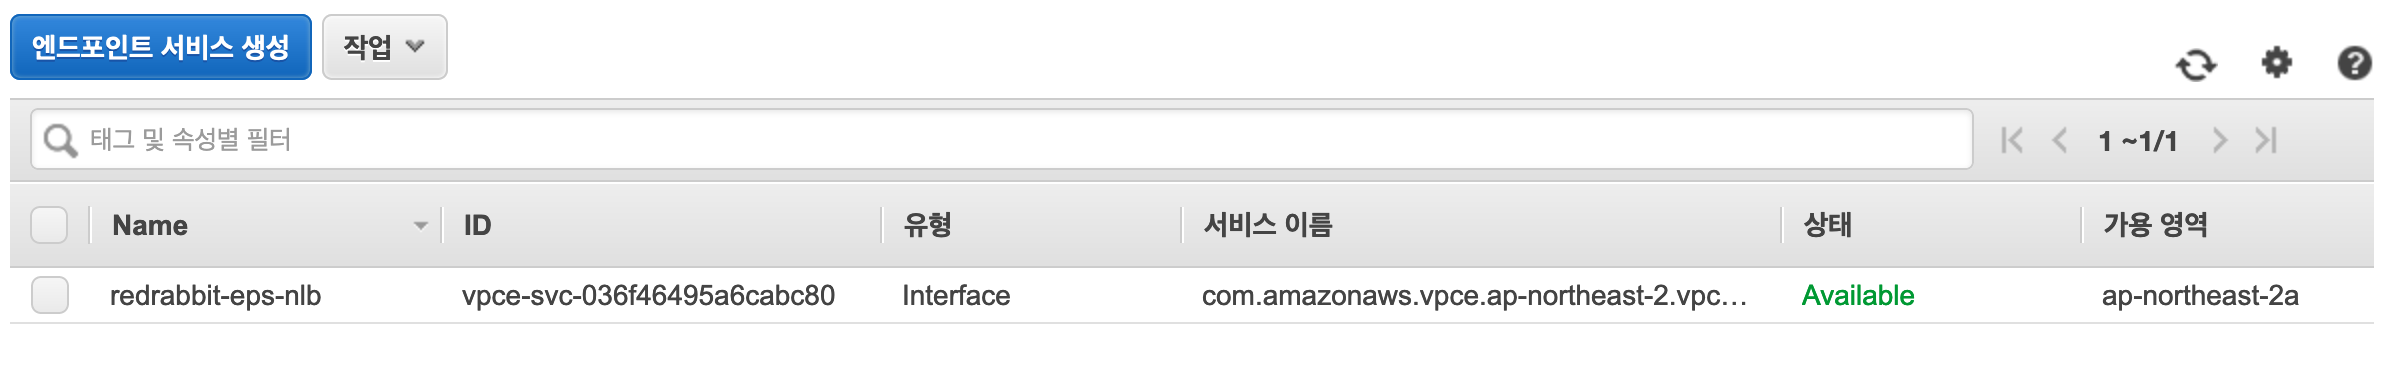 엔드포인트 서비스 생성 작업
태그 및 속성별 필터 1 ~1/1
Name ID 유형 서비스 이름 상태 가용 영역
redrabbit-eps-nlb vpce-svc-036f46495a6cabc80 Interface com.amazonaws.vpce.ap-northeast-2.vpc… Available ap-northeast-2a